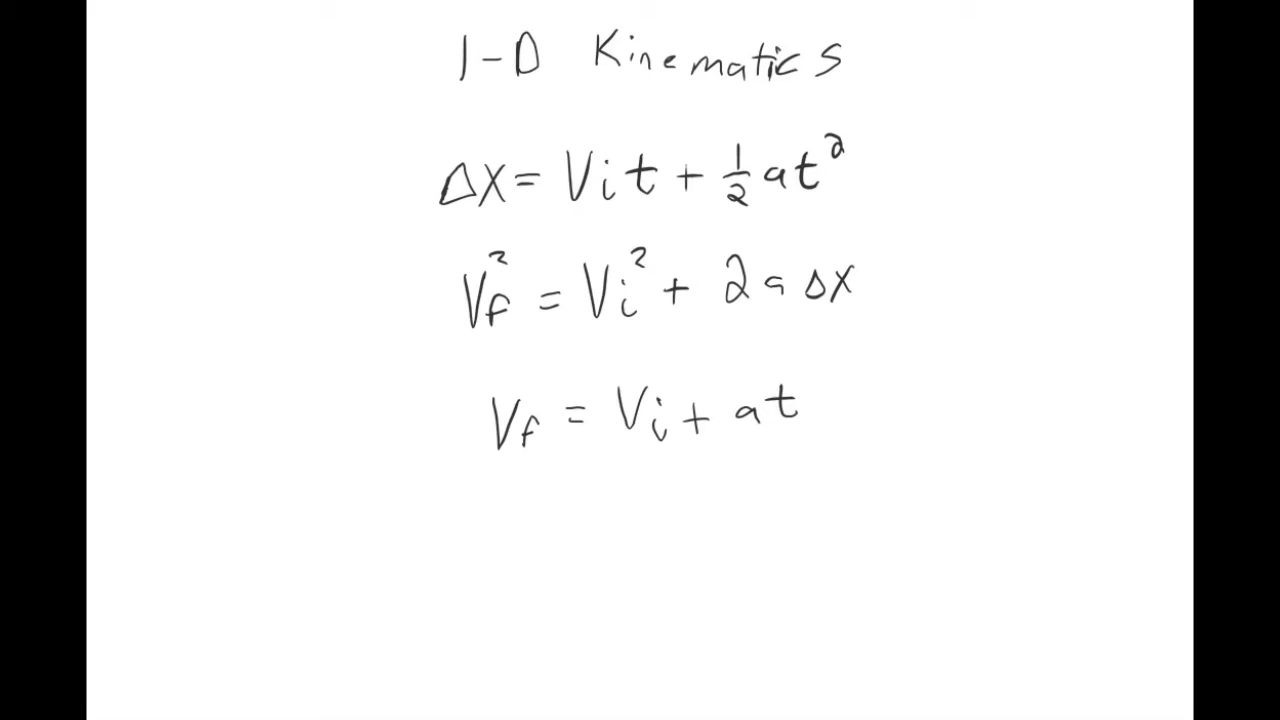 1-D Kinematics
Δx = Vit + ½at²
Vf² = Vi² + 2aΔx
Vf = Vi + at